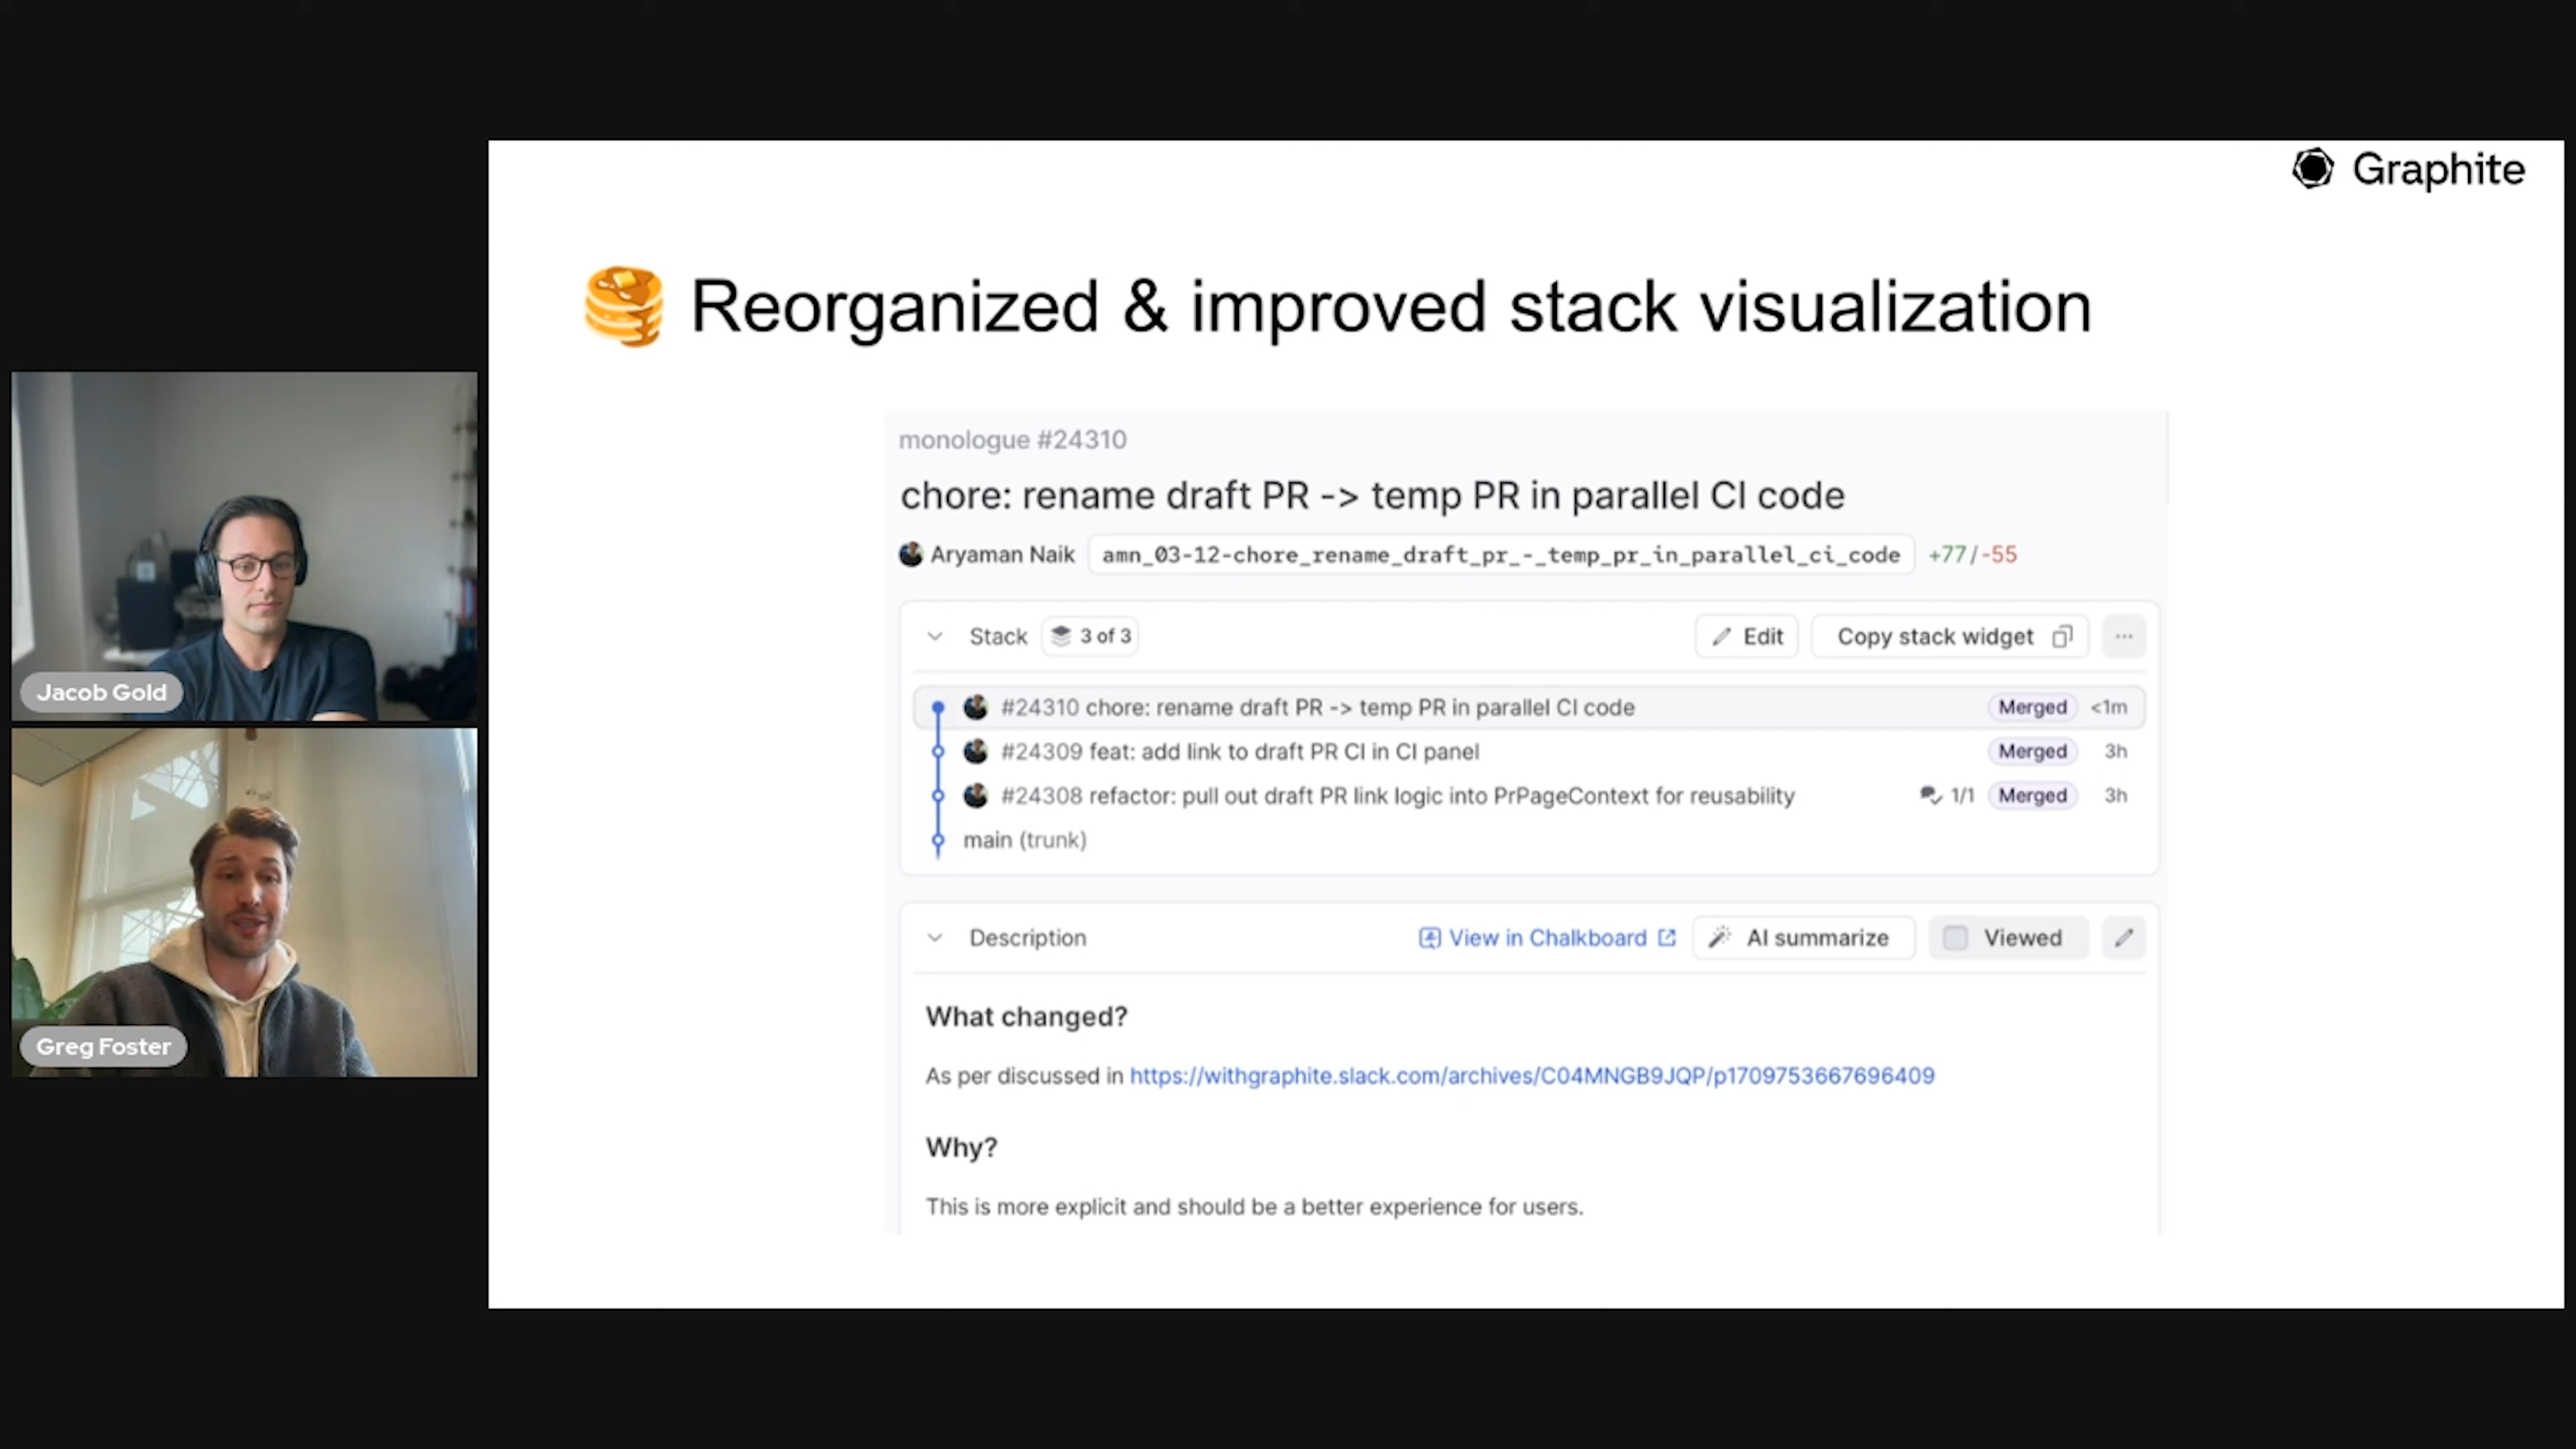 Graphite
Reorganized & improved stack visualization
monologue #24310
chore: rename draft PR -> temp PR in parallel CI code
Aryaman Naik amn_03-12-chore_rename_draft_pr_-_temp_pr_in_parallel_ci_code +77/-55
Stack 3 of 3 Edit Copy stack widget ...
#24310 chore: rename draft PR -> temp PR in parallel CI code Merged <1m
#24309 feat: add link to draft PR CI in CI panel Merged 3h
#24308 refactor: pull out draft PR link logic into PrPageContext for reusability 1/1 Merged 3h
main (trunk)
Description View in Chalkboard AI summarize Viewed
What changed?
As per discussed in https://withgraphite.slack.com/archives/C04MNGB9JQP/p1709753667696409
Why?
This is more explicit and should be a better experience for users.
Jacob Gold
Greg Foster